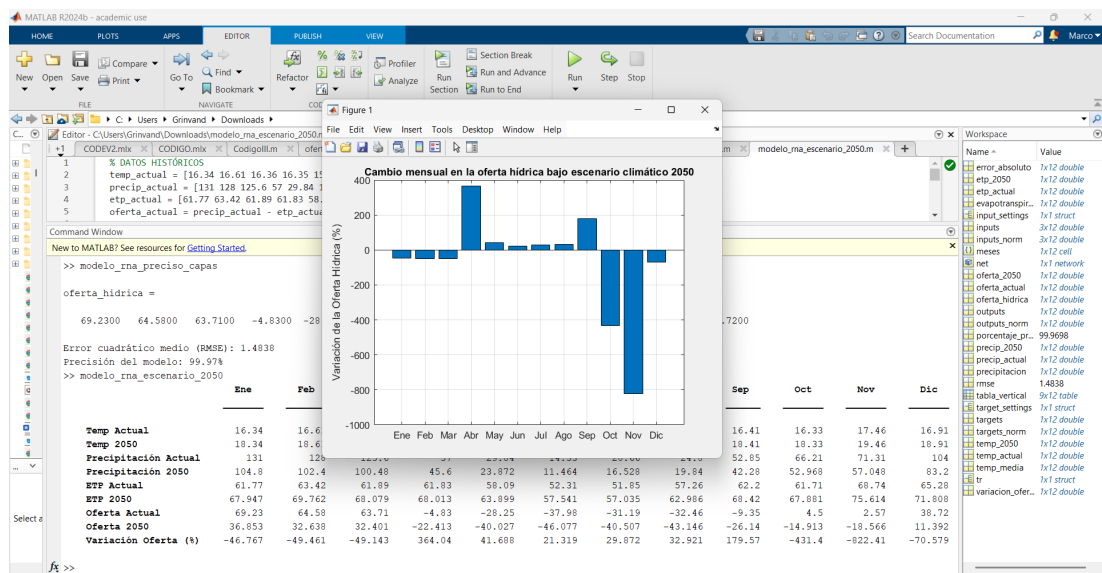 MATLAB R2024b - academic use
HOME PLOTS APPS EDITOR PUBLISH VIEW
Search Documentation
Marco
New Open Save
Compare
Print
Go To
Find
Bookmark
Refactor
Profiler
Analyze
Run Section
Section Break
Run and Advance
Run to End
Run Step Stop
FILE NAVIGATE
C: Users Grinvand Downloads
Editor - C:\Users\Grinvand\Downloads\modelo_rna_escenario_2050.m
+1 CODEV2.mlx CODIGO.mlx CodigoIII.m modelo_rna_escenario_2050.m +
1 % DATOS HISTÓRICOS
2 temp_actual = [16.34 16.61 16.36 16.35
3 precip_actual = [131 128 125.6 57 29.84
4 etp_actual = [61.77 63.42 61.89 61.83 58.
5 oferta_actual = precip_actual - etp_actua
Command Window
New to MATLAB? See resources for Getting Started.
>> modelo_rna_preciso_capas
oferta_hidrica =
69.2300 64.5800 63.7100 -4.8300 -28 .7200
Error cuadrático medio (RMSE): 1.4838
Precisión del modelo: 99.97%
>> modelo_rna_escenario_2050
Ene Feb Sep Oct Nov Dic
Temp Actual 16.34 16.6 16.41 16.33 17.46 16.91
Temp 2050 18.34 18.6 18.41 18.33 19.46 18.91
Precipitación Actual 131 128 125.6 57 29.84 14.33 20.66 24.8 52.85 66.21 71.31 104
Precipitación 2050 104.8 102.4 100.48 45.6 23.872 11.464 16.528 19.84 42.28 52.968 57.048 83.2
ETP Actual 61.77 63.42 61.89 61.83 58.09 52.31 51.85 57.26 62.2 61.71 68.74 65.28
ETP 2050 67.947 69.762 68.079 68.013 63.899 57.541 57.035 62.986 68.42 67.881 75.614 71.808
Oferta Actual 69.23 64.58 63.71 -4.83 -28.25 -37.98 -31.19 -32.46 -9.35 4.5 2.57 38.72
Oferta 2050 36.853 32.638 32.401 -22.413 -40.027 -46.077 -40.507 -43.146 -26.14 -14.913 -18.566 11.392
Variación Oferta (%) -46.767 -49.461 -49.143 364.04 41.688 21.319 29.872 32.921 179.57 -431.4 -822.41 -70.579
fx >>
Figure 1
File Edit View Insert Tools Desktop Window Help
Cambio mensual en la oferta hídrica bajo escenario climático 2050
Variación de la Oferta Hídrica (%)
400
200
0
-200
-400
-600
-800
-1000
Ene Feb Mar Abr May Jun Jul Ago Sep Oct Nov Dic
Workspace
Name Value
error_absoluto 1x12 double
etp_2050 1x12 double
etp_actual 1x12 double
evapotranspir... 1x12 double
input_settings 1x1 struct
inputs 3x12 double
inputs_norm 3x12 double
meses 1x12 cell
net 1x1 network
oferta_2050 1x12 double
oferta_actual 1x12 double
oferta_hidrica 1x12 double
outputs 1x12 double
outputs_norm 1x12 double
porcentaje_pr... 99.9698
precip_2050 1x12 double
precip_actual 1x12 double
precipitacion 1x12 double
rmse 1.4838
tabla_vertical 9x12 table
target_settings 1x1 struct
targets 1x12 double
targets_norm 1x12 double
temp_2050 1x12 double
temp_actual 1x12 double
temp_media 1x12 double
tr 1x1 struct
variacion_ofer... 1x12 double
Select a